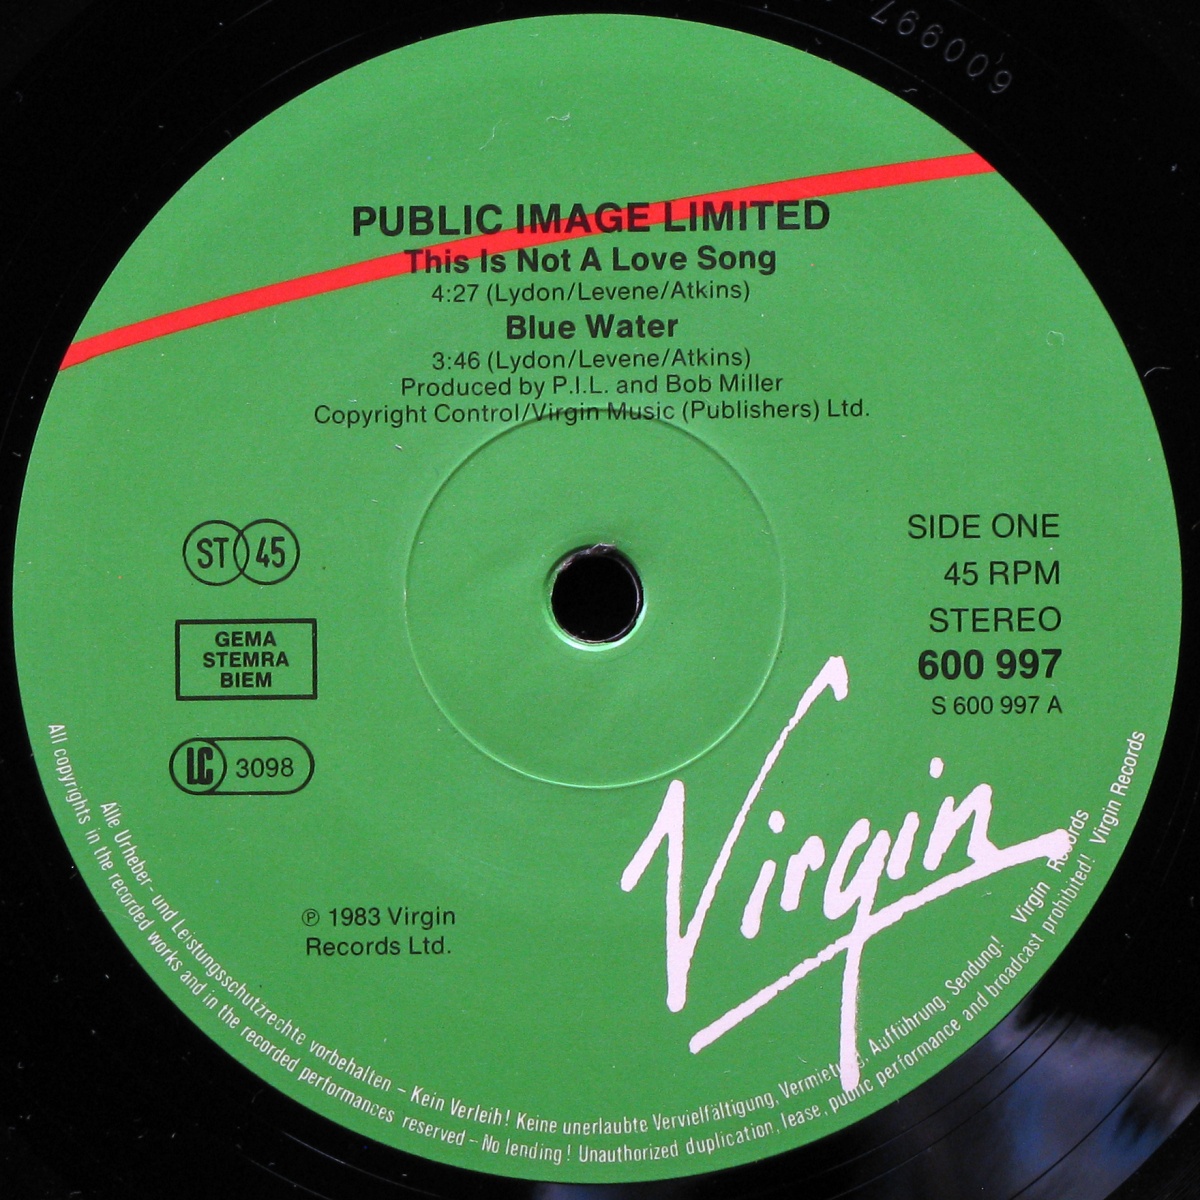 600997
PUBLIC IMAGE LIMITED
This Is Not A Love Song
4:27 (Lydon/Levene/Atkins)
Blue Water
3:46 (Lydon/Levene/Atkins)
Produced by P.I.L. and Bob Miller
Copyright Control/Virgin Music (Publishers) Ltd.
ST 45
GEMA
STEMRA
BIEM
LC 3098
SIDE ONE
45 RPM
STEREO
600 997
S 600 997 A
Virgin
℗ 1983 Virgin
Records Ltd.
Alle Urheber- und Leistungsschutzrechte vorbehalten – Kein Verleih! Keine unerlaubte Vervielfältigung, Vermietung, Aufführung, Sendung! Virgin Records
All copyrights in the recorded works and in the recorded performances reserved – No lending! Unauthorized duplication, lease, public performance and broadcast prohibited! Virgin Records